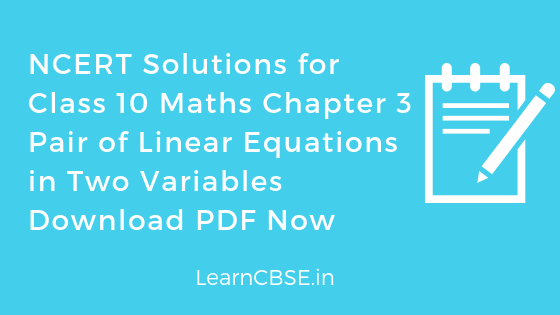 NCERT Solutions for
Class 10 Maths Chapter 3
Pair of Linear Equations
in Two Variables
Download PDF Now
LearnCBSE.in